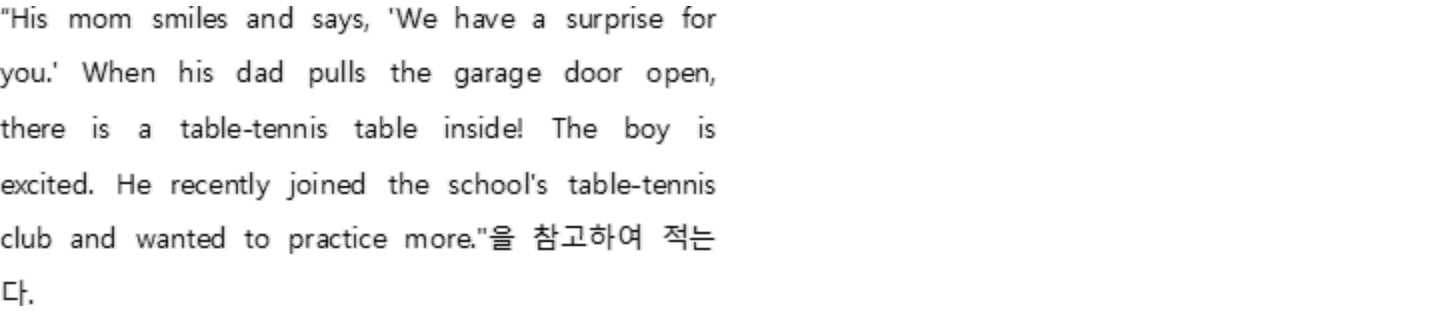 "His mom smiles and says, 'We have a surprise for
you.' When his dad pulls the garage door open,
there is a table-tennis table inside! The boy is
excited. He recently joined the school's table-tennis
club and wanted to practice more."을 참고하여 적는
다.